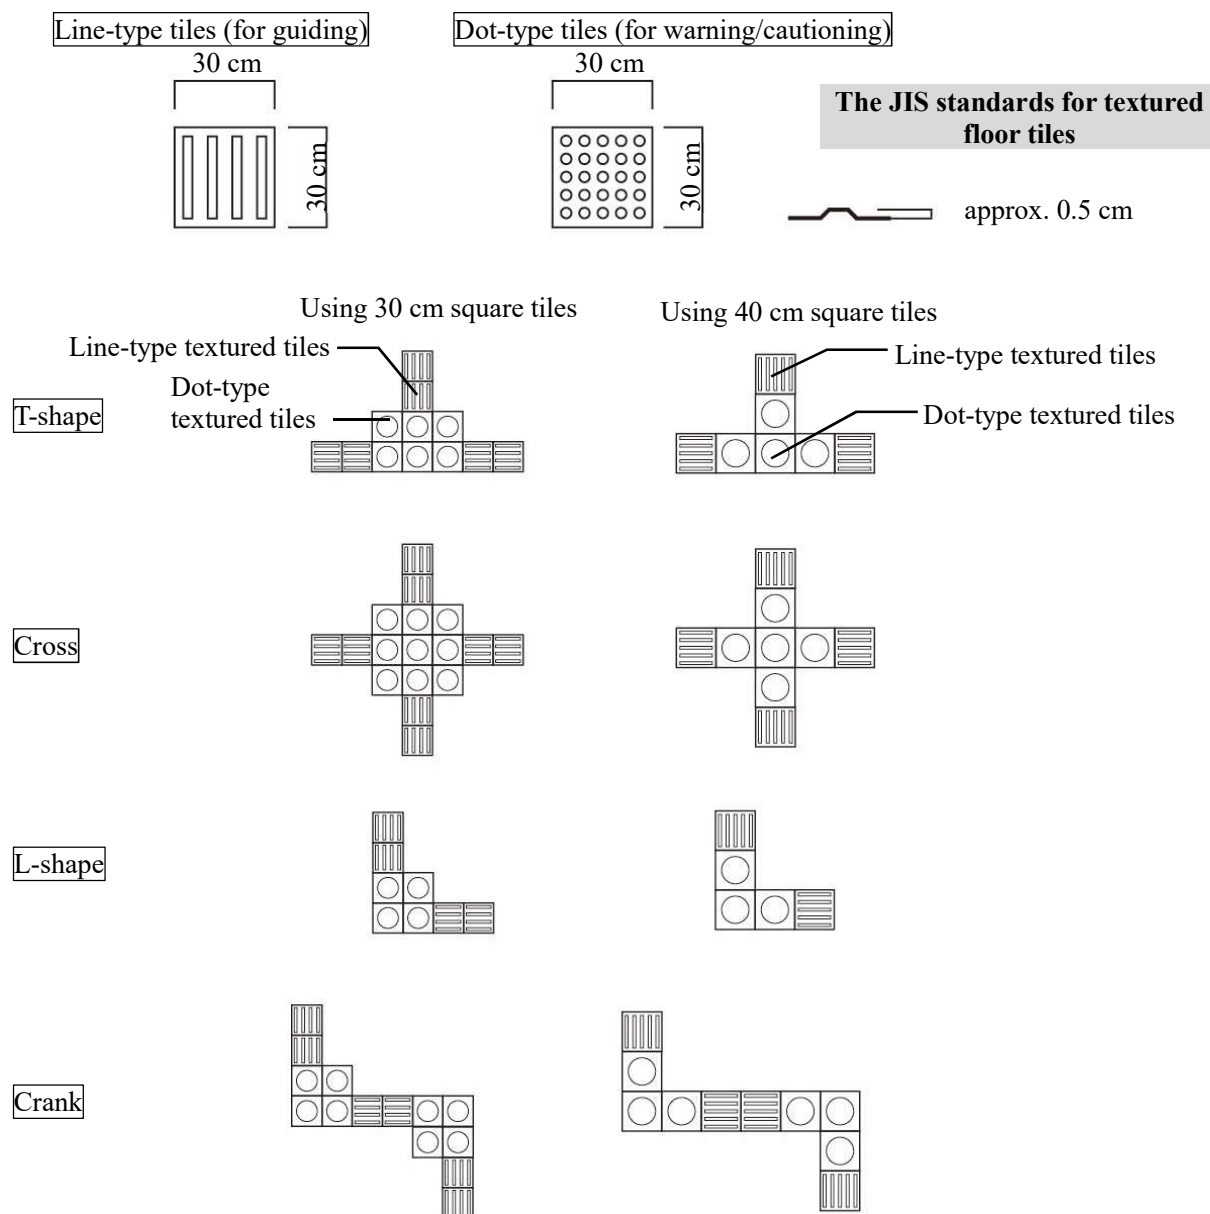 Line-type tiles (for guiding)
Dot-type tiles (for warning/cautioning)
30 cm
30 cm
The JIS standards for textured
floor tiles
30 cm
30 cm
approx. 0.5 cm
Using 30 cm square tiles
Using 40 cm square tiles
Line-type textured tiles
Line-type textured tiles
Dot-type
textured tiles
Dot-type textured tiles
T-shape
Cross
L-shape
Crank